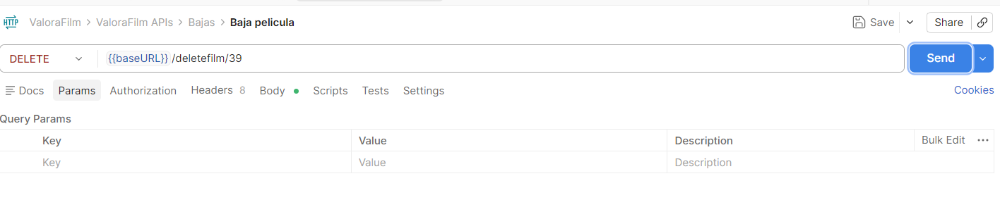 HTTP ValoraFilm > ValoraFilm APIs > Bajas > Baja pelicula Save Share
DELETE {{baseURL}} /deletefilm/39 Send
Docs Params Authorization Headers 8 Body Scripts Tests Settings Cookies
Query Params
Key Value Description Bulk Edit ...
Key Value Description